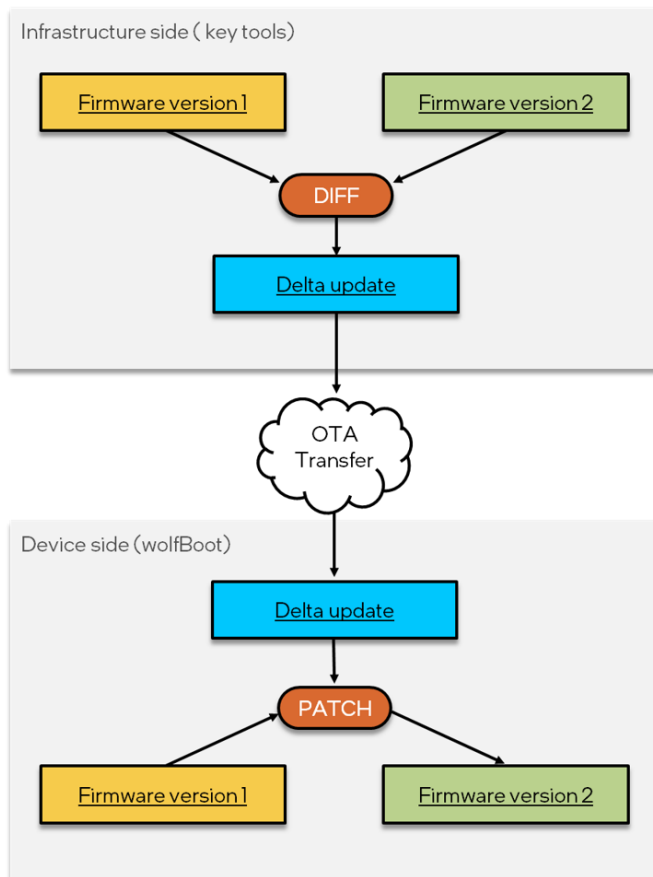 Infrastructure side ( key tools)
Firmware version 1
Firmware version 2
DIFF
Delta update
OTA
Transfer
Device side (wolfBoot)
Delta update
PATCH
Firmware version 1
Firmware version 2